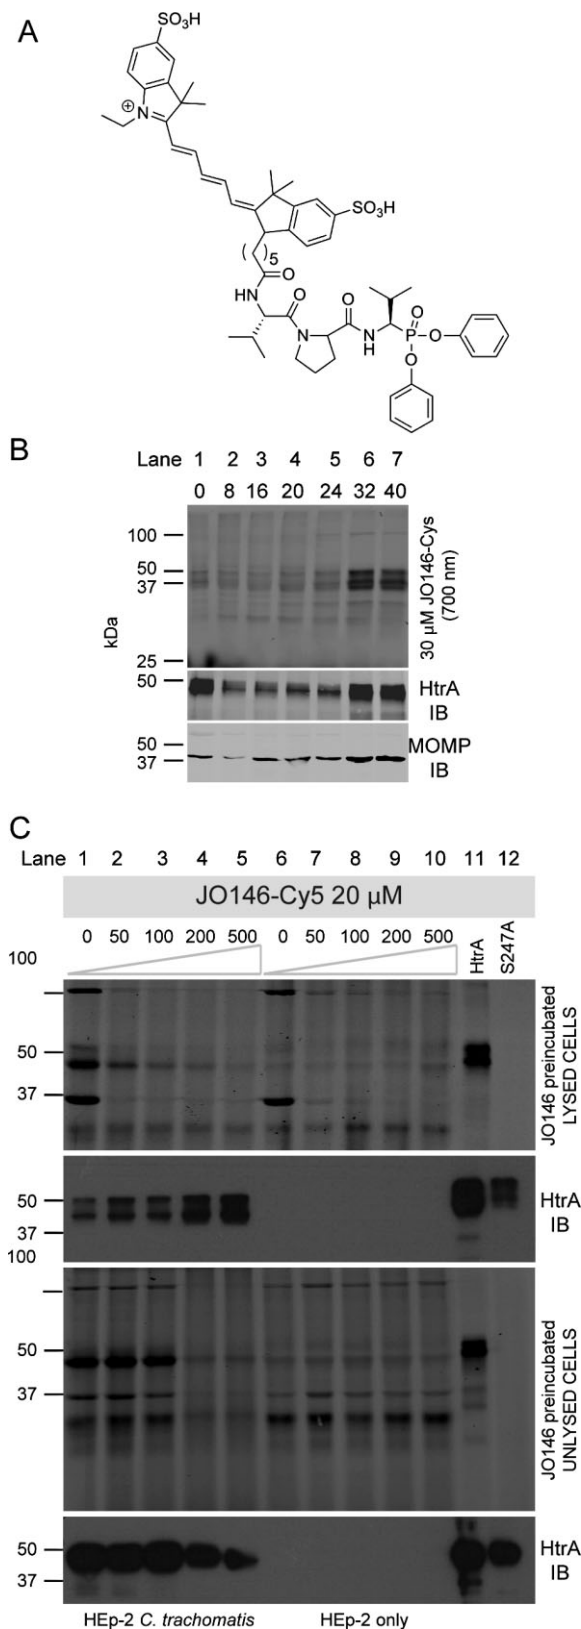 A
SO₃H
N
⊕
SO₃H
( )5
O
HN
O
N
O
HN
O
P
O
O
B
Lane 1 2 3 4 5 6 7
0 8 16 20 24 32 40
100
50
37
25
kDa
30 µM JO146-Cys
(700 nm)
50
HtrA
IB
50
37
MOMP
IB
C
Lane 1 2 3 4 5 6 7 8 9 10 11 12
JO146-Cy5 20 µM
0 50 100 200 500 0 50 100 200 500 HtrA S247A
100
50
37
JO146 preincubated
LYSED CELLS
50
37
HtrA
IB
100
50
37
JO146 preincubated
UNLYSED CELLS
50
37
HtrA
IB
HEp-2 C. trachomatis HEp-2 only